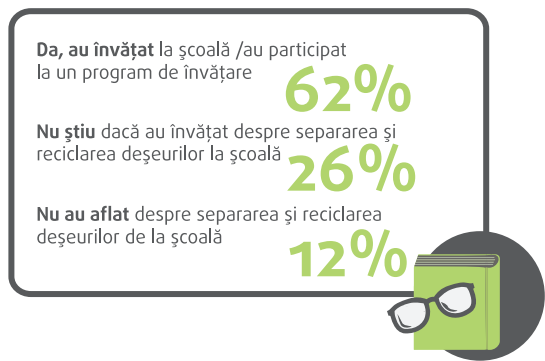 Da, au învățat la școală /au participat
la un program de învățare
62%
Nu știu dacă au învățat despre separarea și
reciclarea deșeurilor la școală
26%
Nu au aflat despre separarea și reciclarea
deșeurilor de la școală
12%